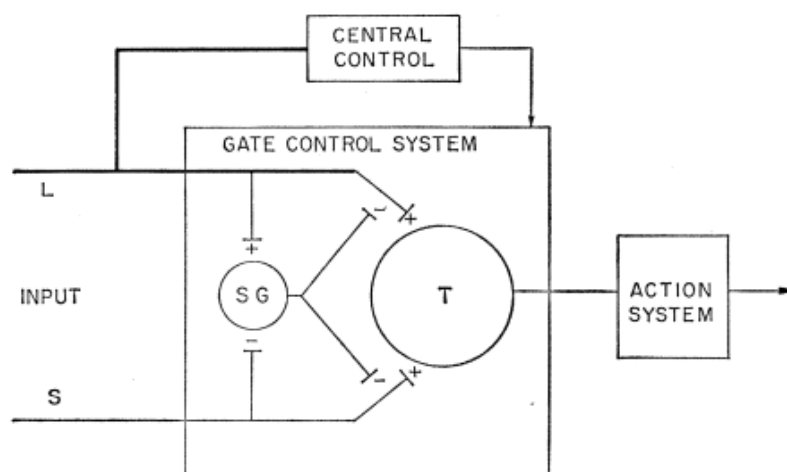 CENTRAL
CONTROL
GATE CONTROL SYSTEM
L
+
- +
INPUT
SG
T
ACTION
SYSTEM
-
- +
S